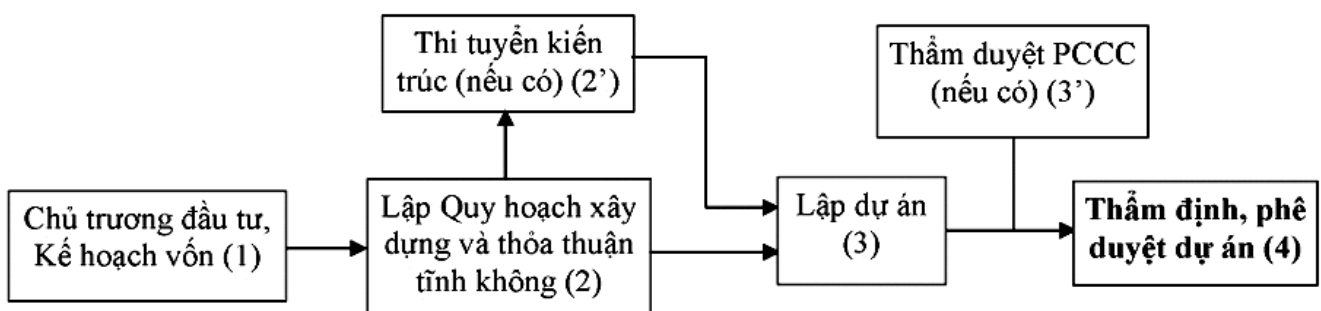 Chủ trương đầu tư,
Kế hoạch vốn (1)
Lập Quy hoạch xây
dựng và thỏa thuận
tĩnh không (2)
Thi tuyển kiến
trúc (nếu có) (2’)
Lập dự án
(3)
Thẩm duyệt PCCC
(nếu có) (3’)
Thẩm định, phê
duyệt dự án (4)